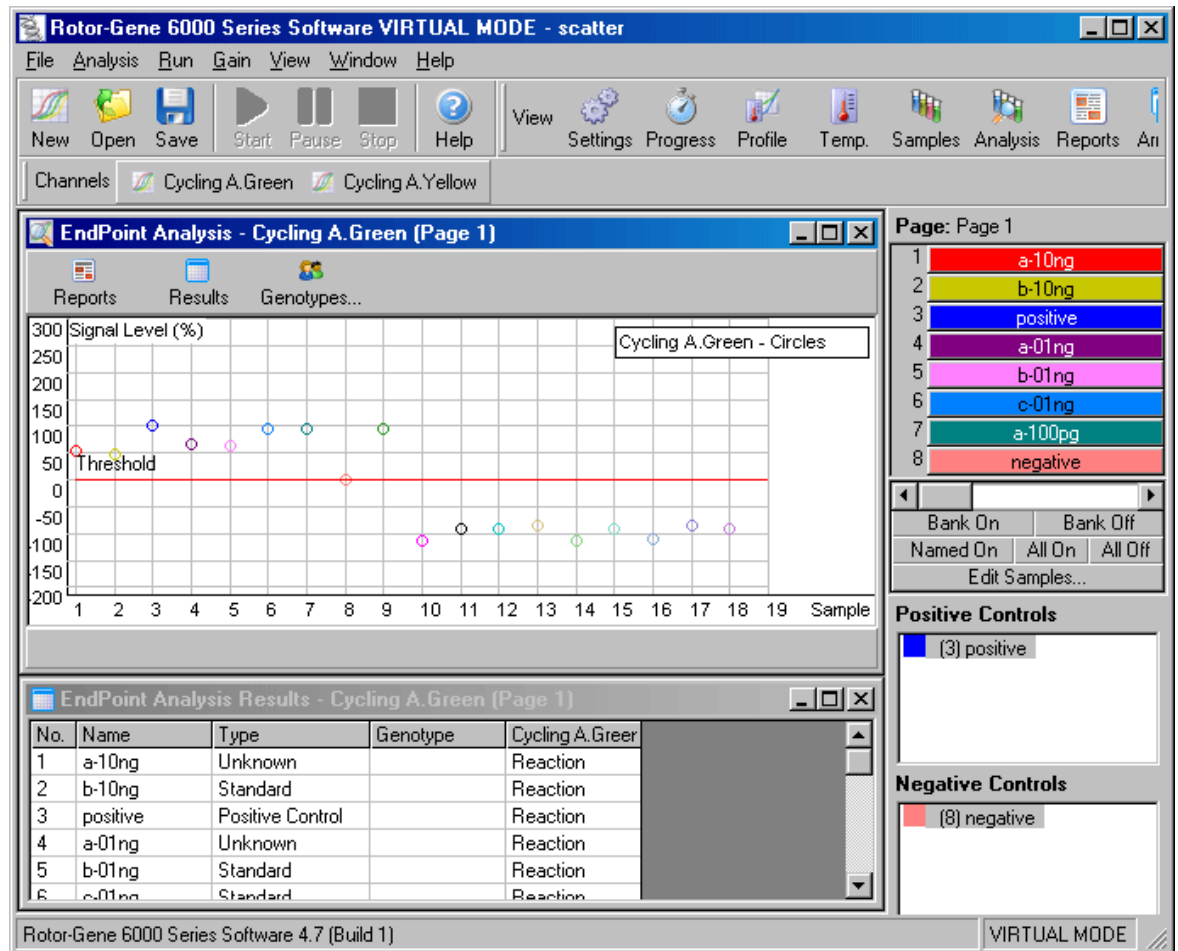 Rotor-Gene 6000 Series Software VIRTUAL MODE - scatter
File Analysis Run Gain View Window Help
New Open Save Start Pause Stop Help View Settings Progress Profile Temp. Samples Analysis Reports
Channels Cycling A.Green Cycling A.Yellow
EndPoint Analysis - Cycling A.Green (Page 1)
Reports Results Genotypes...
300 Signal Level (%)
Cycling A.Green - Circles
250
200
150
100
50 Threshold
0
-50
-100
-150
-200
1 2 3 4 5 6 7 8 9 10 11 12 13 14 15 16 17 18 19 Sample
EndPoint Analysis Results - Cycling A.Green (Page 1)
No. Name Type Genotype Cycling A.Green
1 a-10ng Unknown Reaction
2 b-10ng Standard Reaction
3 positive Positive Control Reaction
4 a-01ng Unknown Reaction
5 b-01ng Standard Reaction
6 c-01ng Standard Reaction
Page: Page 1
1 a-10ng
2 b-10ng
3 positive
4 a-01ng
5 b-01ng
6 c-01ng
7 a-100pg
8 negative
Bank On Bank Off
Named On All On All Off
Edit Samples...
Positive Controls
(3) positive
Negative Controls
(8) negative
Rotor-Gene 6000 Series Software 4.7 (Build 1) VIRTUAL MODE